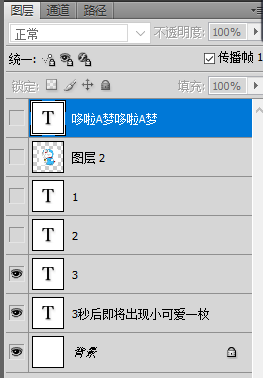 图层 通道 路径
正常 不透明度: 100%
统一: 传播帧 1
锁定: 填充: 100%
T 哆啦A梦哆啦A梦
图层 2
T 1
T 2
T 3
T 3秒后即将出现小可爱一枚
背景